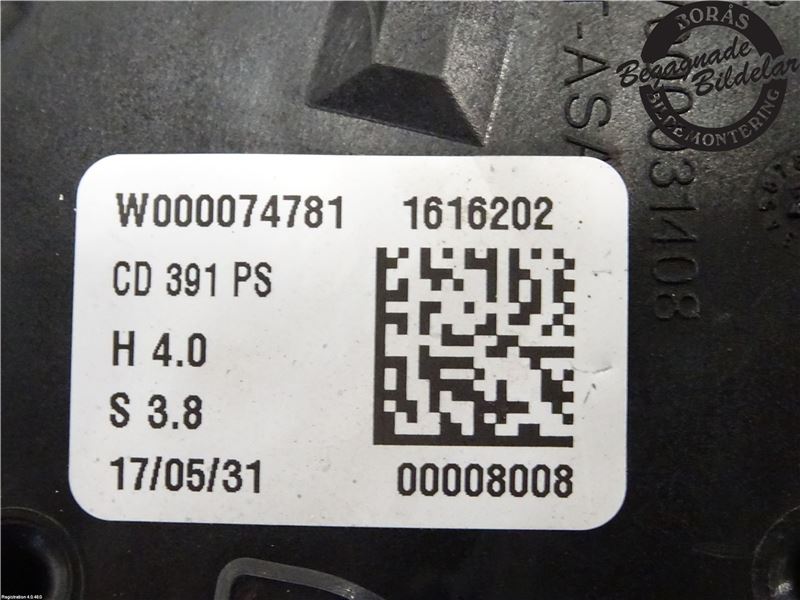 BORÅS
Begagnade
Bildelar
BILDEMONTERING
W000074781 1616202
CD 391 PS
H 4.0
S 3.8
17/05/31 00008008
Registration 4.0.48.0